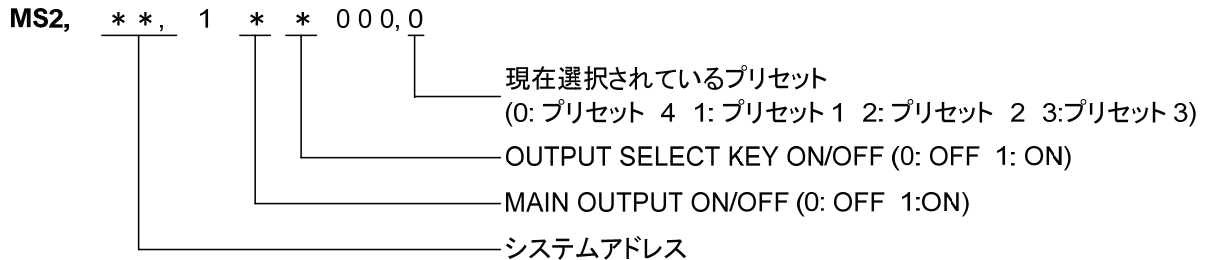 MS2, **, 1 * * 0 0 0, 0
現在選択されているプリセット
(0: プリセット 4 1: プリセット 1 2: プリセット 2 3:プリセット 3)
OUTPUT SELECT KEY ON/OFF (0: OFF 1: ON)
MAIN OUTPUT ON/OFF (0: OFF 1:ON)
システムアドレス